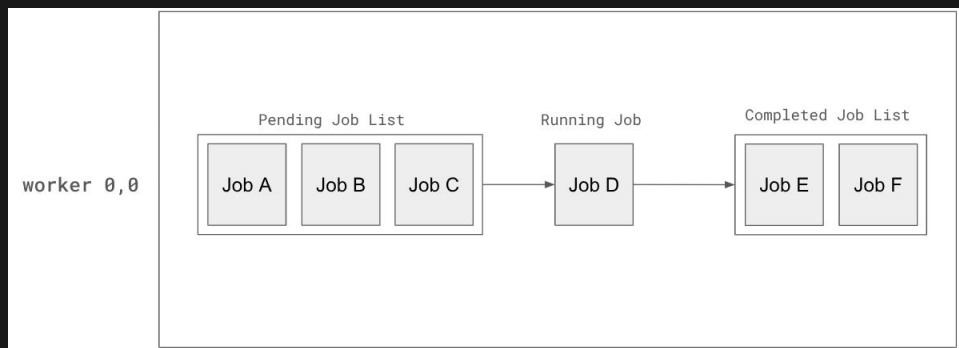 Pending Job List
Running Job
Completed Job List
worker 0,0
Job A
Job B
Job C
Job D
Job E
Job F